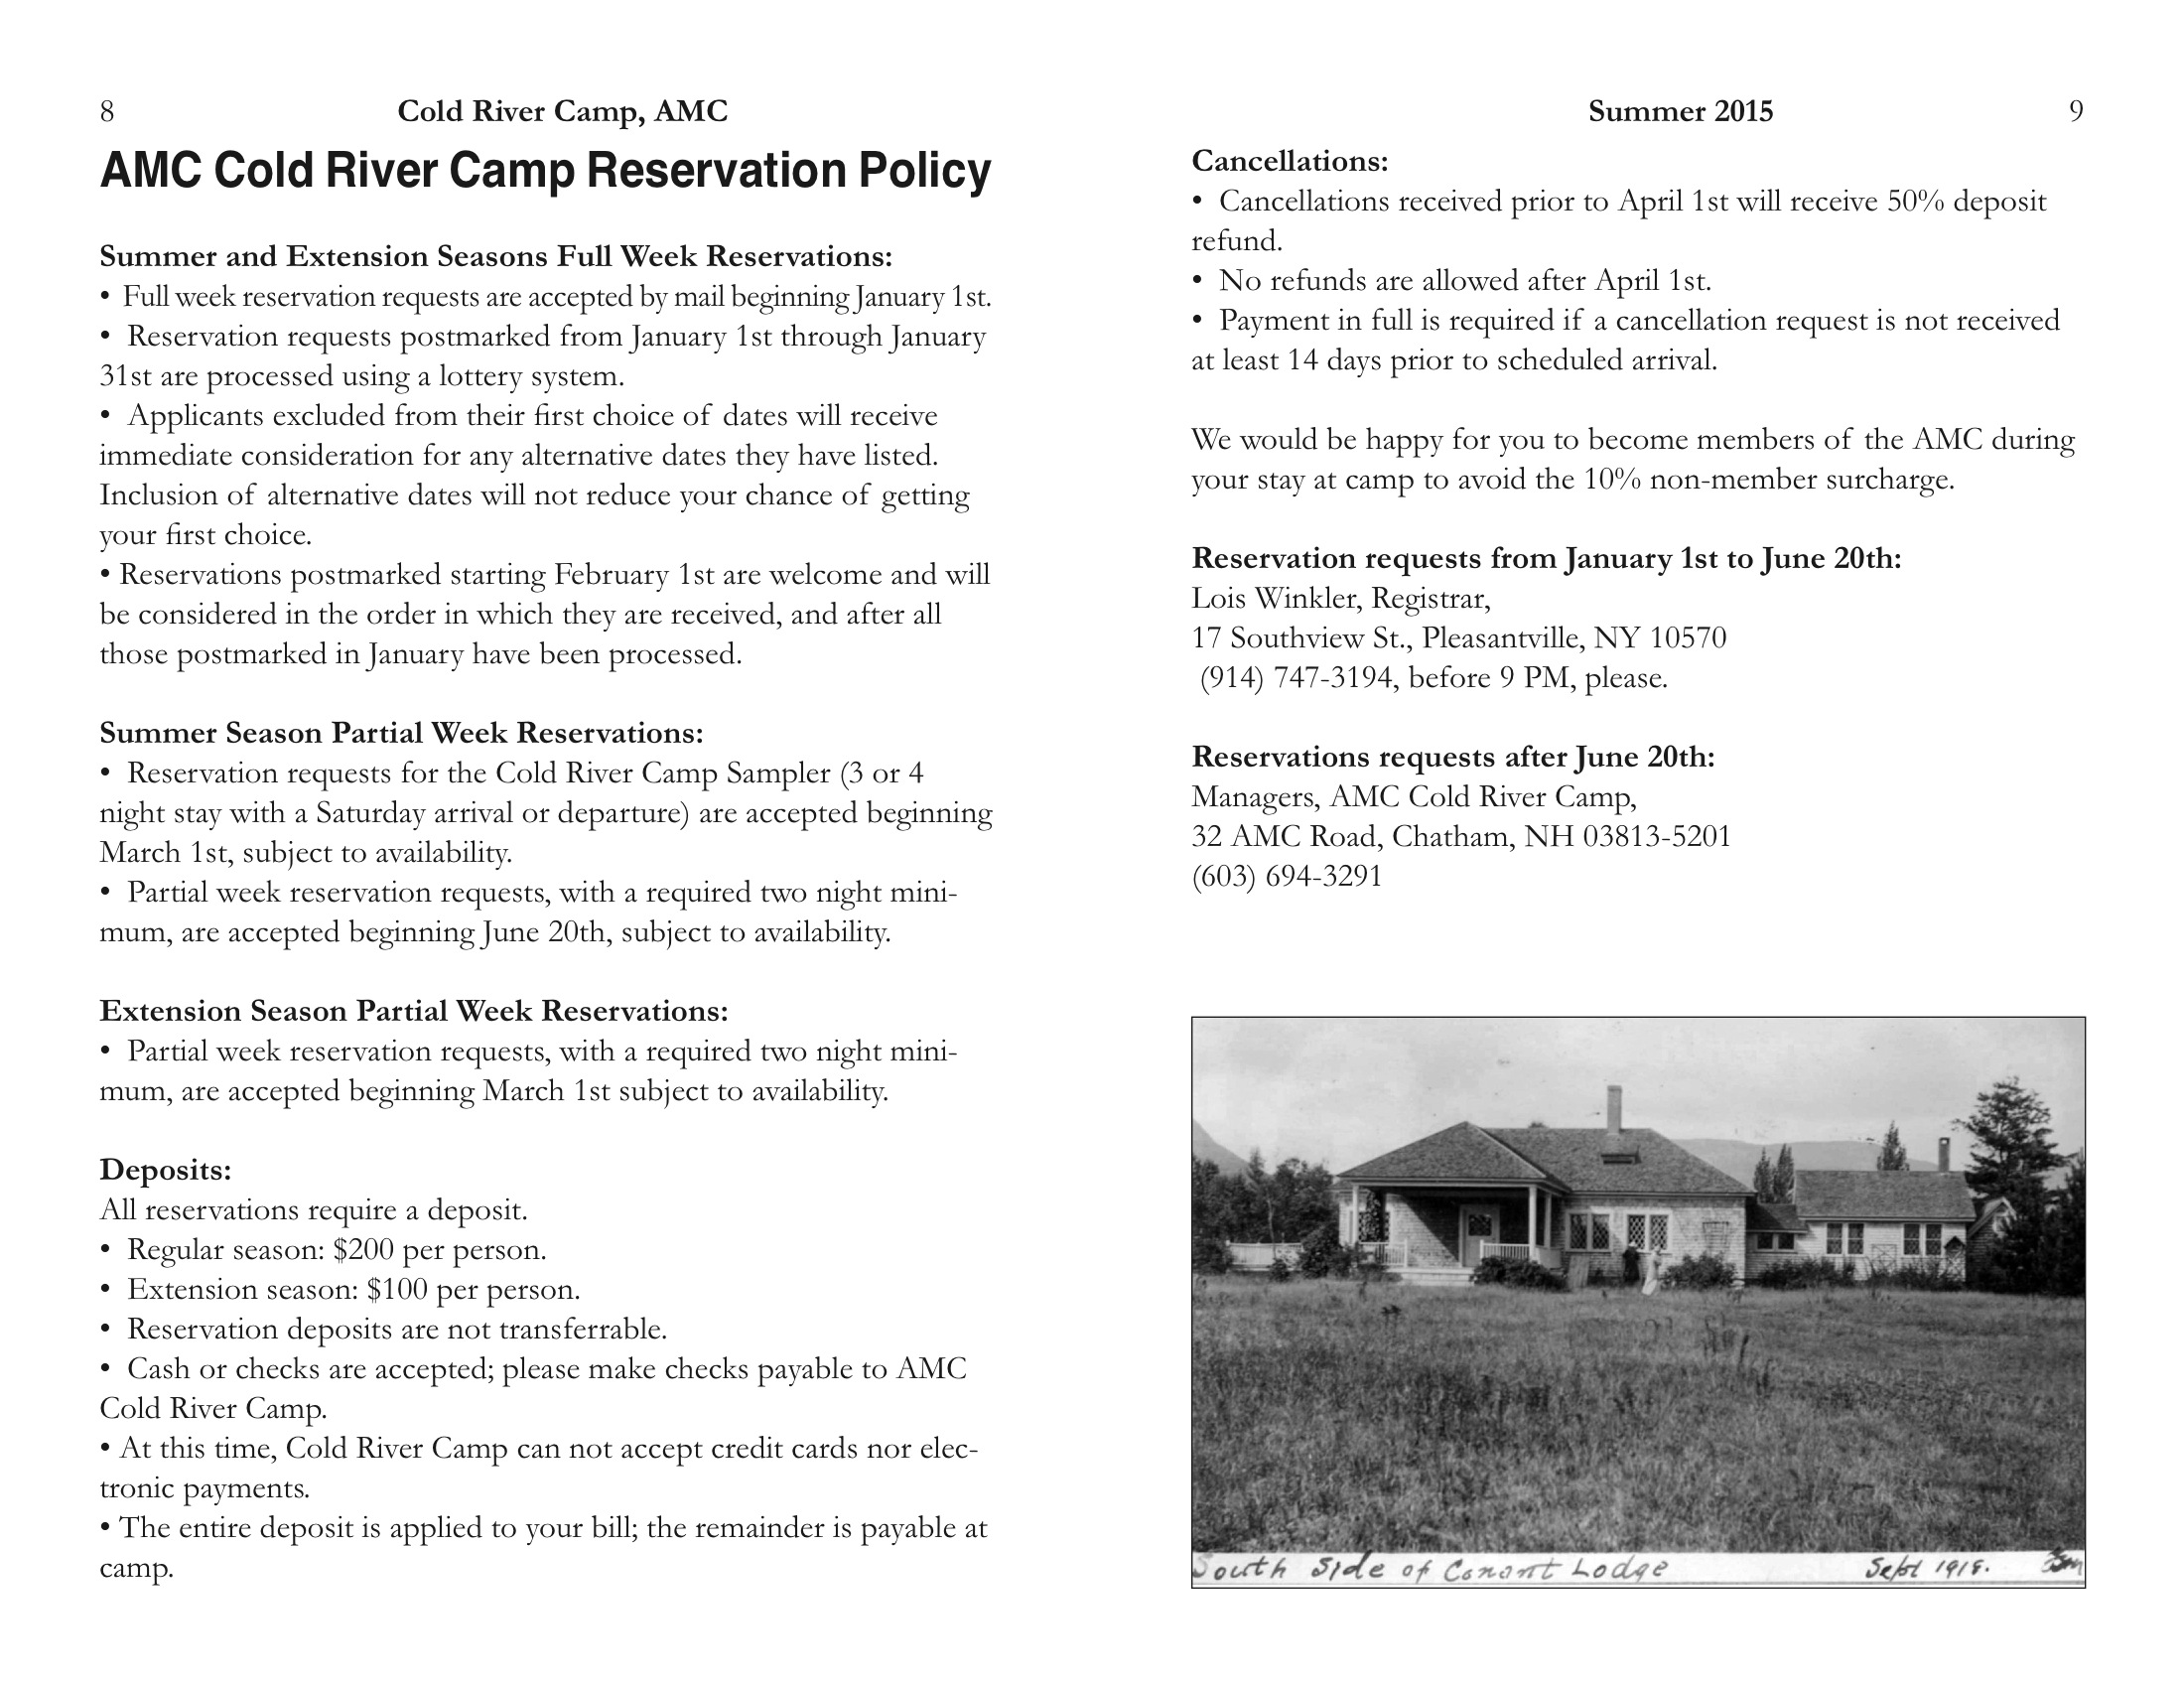 8
Cold River Camp, AMC
AMC Cold River Camp Reservation Policy
Summer and Extension Seasons Full Week Reservations:
• Full week reservation requests are accepted by mail beginning January 1st.
• Reservation requests postmarked from January 1st through January
31st are processed using a lottery system.
• Applicants excluded from their first choice of dates will receive
immediate consideration for any alternative dates they have listed.
Inclusion of alternative dates will not reduce your chance of getting
your first choice.
• Reservations postmarked starting February 1st are welcome and will
be considered in the order in which they are received, and after all
those postmarked in January have been processed.
Summer Season Partial Week Reservations:
• Reservation requests for the Cold River Camp Sampler (3 or 4
night stay with a Saturday arrival or departure) are accepted beginning
March 1st, subject to availability.
• Partial week reservation requests, with a required two night mini-
mum, are accepted beginning June 20th, subject to availability.
Extension Season Partial Week Reservations:
• Partial week reservation requests, with a required two night mini-
mum, are accepted beginning March 1st subject to availability.
Deposits:
All reservations require a deposit.
• Regular season: $200 per person.
• Extension season: $100 per person.
• Reservation deposits are not transferrable.
• Cash or checks are accepted; please make checks payable to AMC
Cold River Camp.
• At this time, Cold River Camp can not accept credit cards nor elec-
tronic payments.
• The entire deposit is applied to your bill; the remainder is payable at
camp.
Summer 2015
9
Cancellations:
• Cancellations received prior to April 1st will receive 50% deposit
refund.
• No refunds are allowed after April 1st.
• Payment in full is required if a cancellation request is not received
at least 14 days prior to scheduled arrival.
We would be happy for you to become members of the AMC during
your stay at camp to avoid the 10% non-member surcharge.
Reservation requests from January 1st to June 20th:
Lois Winkler, Registrar,
17 Southview St., Pleasantville, NY 10570
(914) 747-3194, before 9 PM, please.
Reservations requests after June 20th:
Managers, AMC Cold River Camp,
32 AMC Road, Chatham, NH 03813-5201
(603) 694-3291
South Side of Conant Lodge
Sept